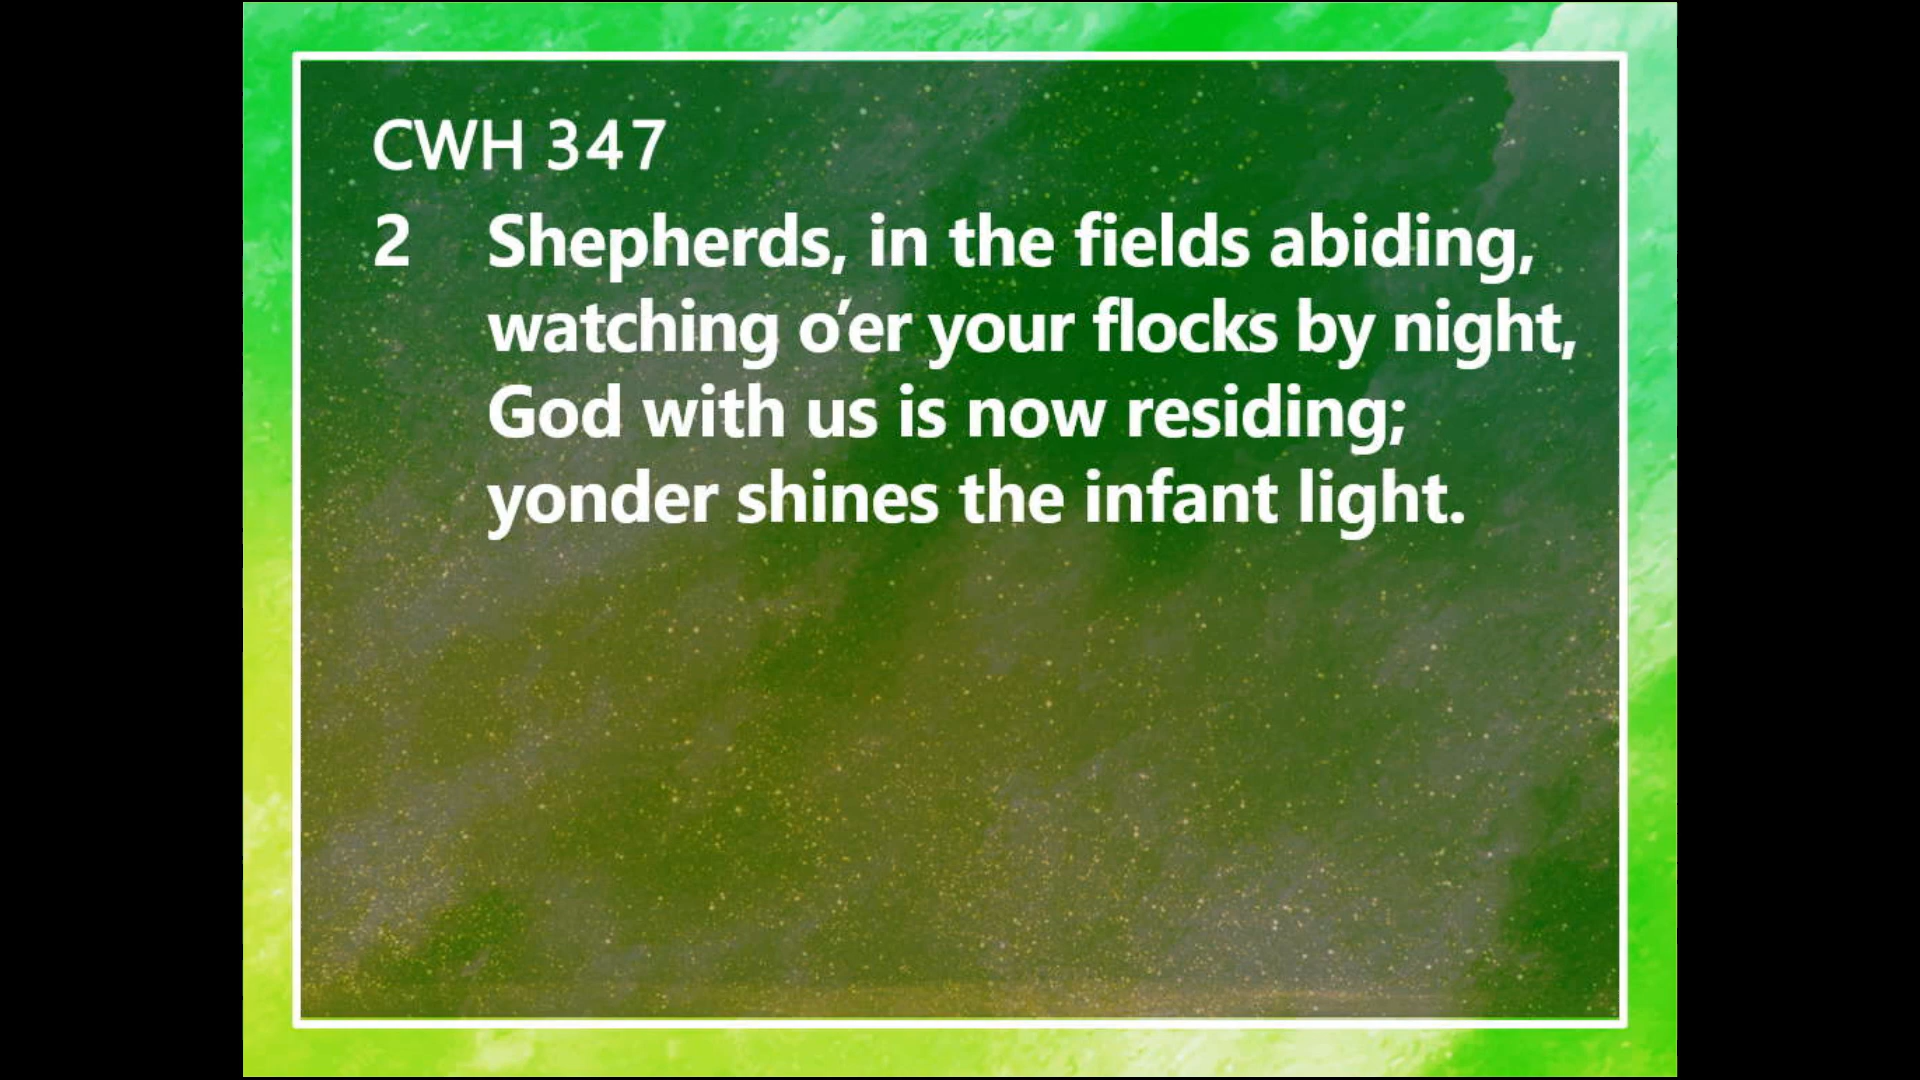 CWH 347
2 Shepherds, in the fields abiding,
watching o’er your flocks by night,
God with us is now residing;
yonder shines the infant light.